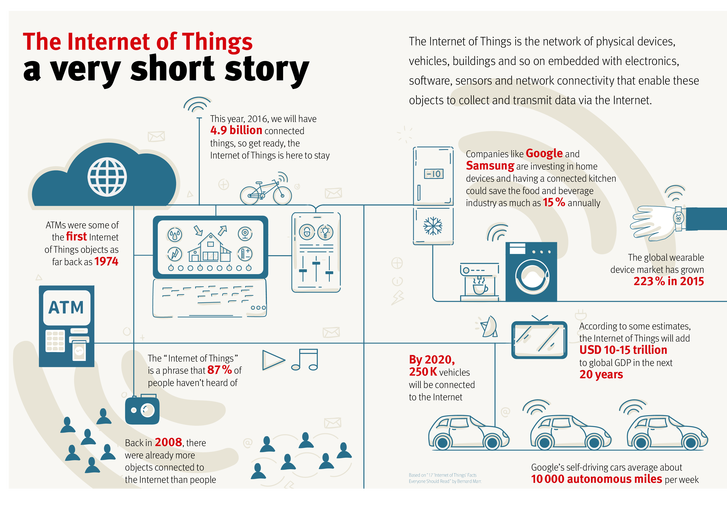 The Internet of Things
a very short story
The Internet of Things is the network of physical devices,
vehicles, buildings and so on embedded with electronics,
software, sensors and network connectivity that enable these
objects to collect and transmit data via the Internet.
This year, 2016, we will have
4.9 billion connected
things, so get ready, the
Internet of Things is here to stay
Companies like Google and
Samsung are investing in home
devices and having a connected kitchen
could save the food and beverage
industry as much as 15% annually
-10
ATMs were some of
the first Internet
of Things objects as
far back as 1974
The global wearable
device market has grown
223% in 2015
ATM
According to some estimates,
the Internet of Things will add
USD 10-15 trillion
to global GDP in the next
20 years
The "Internet of Things"
is a phrase that 87% of
people haven't heard of
By 2020,
250K vehicles
will be connected
to the Internet
Back in 2008, there
were already more
objects connected to
the Internet than people
Google's self-driving cars average about
10 000 autonomous miles per week
Based on "17 'Internet of Things' Facts
Everyone Should Read" by Bernard Marr